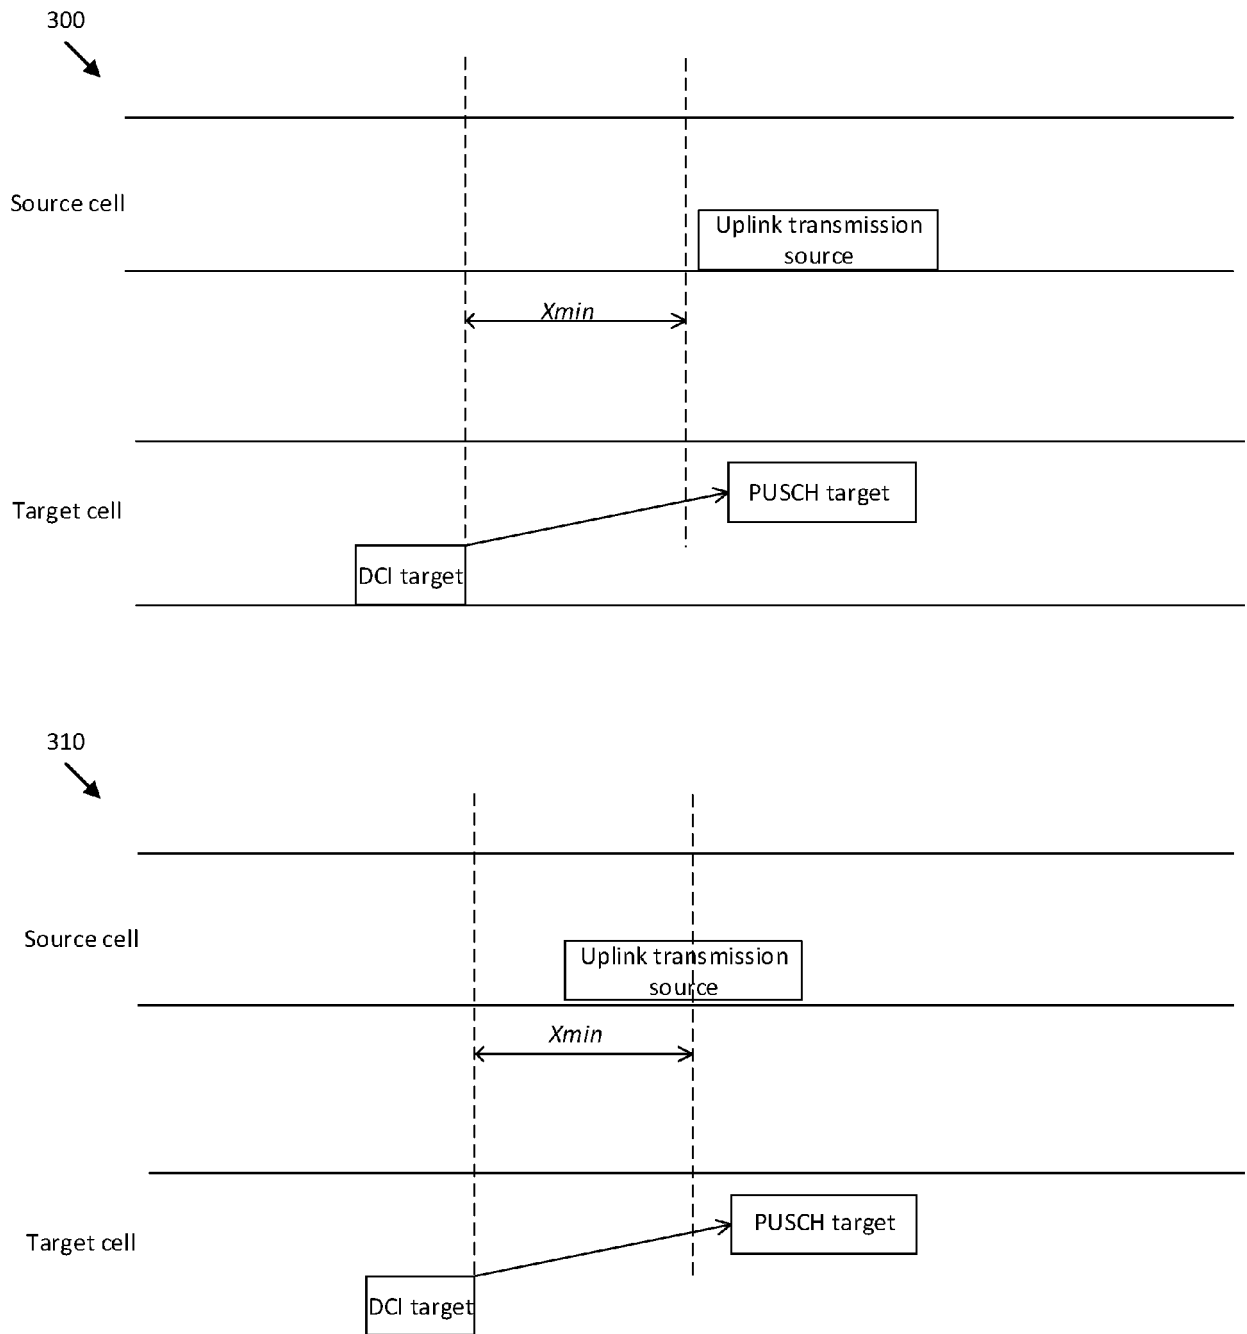 300
Source cell
Uplink transmission
source
Xmin
PUSCH target
Target cell
DCI target
310
Source cell
Uplink transmission
source
Xmin
PUSCH target
Target cell
DCI target